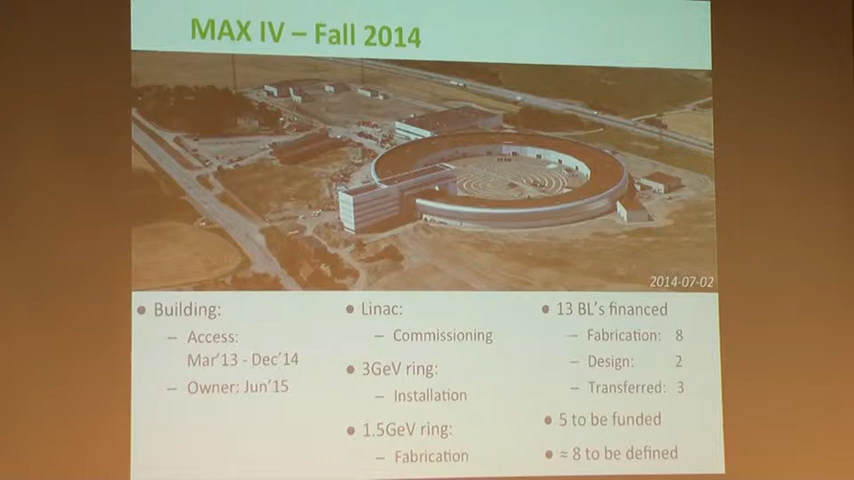 MAX IV – Fall 2014
2014-07-02
• Building:
– Access:
Mar'13 - Dec'14
– Owner: Jun'15
• Linac:
– Commissioning
• 3GeV ring:
– Installation
• 1.5GeV ring:
– Fabrication
• 13 BL's financed
– Fabrication: 8
– Design: 2
– Transferred: 3
• 5 to be funded
• ≈ 8 to be defined